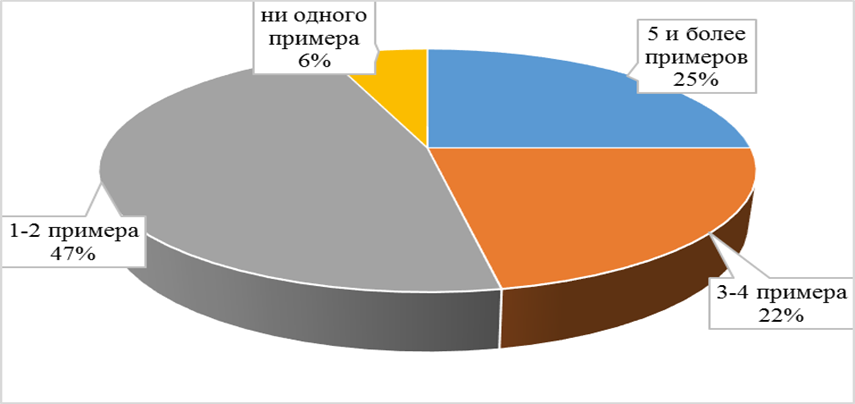 ни одного
примера
6%
5 и более
примеров
25%
1-2 примера
47%
3-4 примера
22%